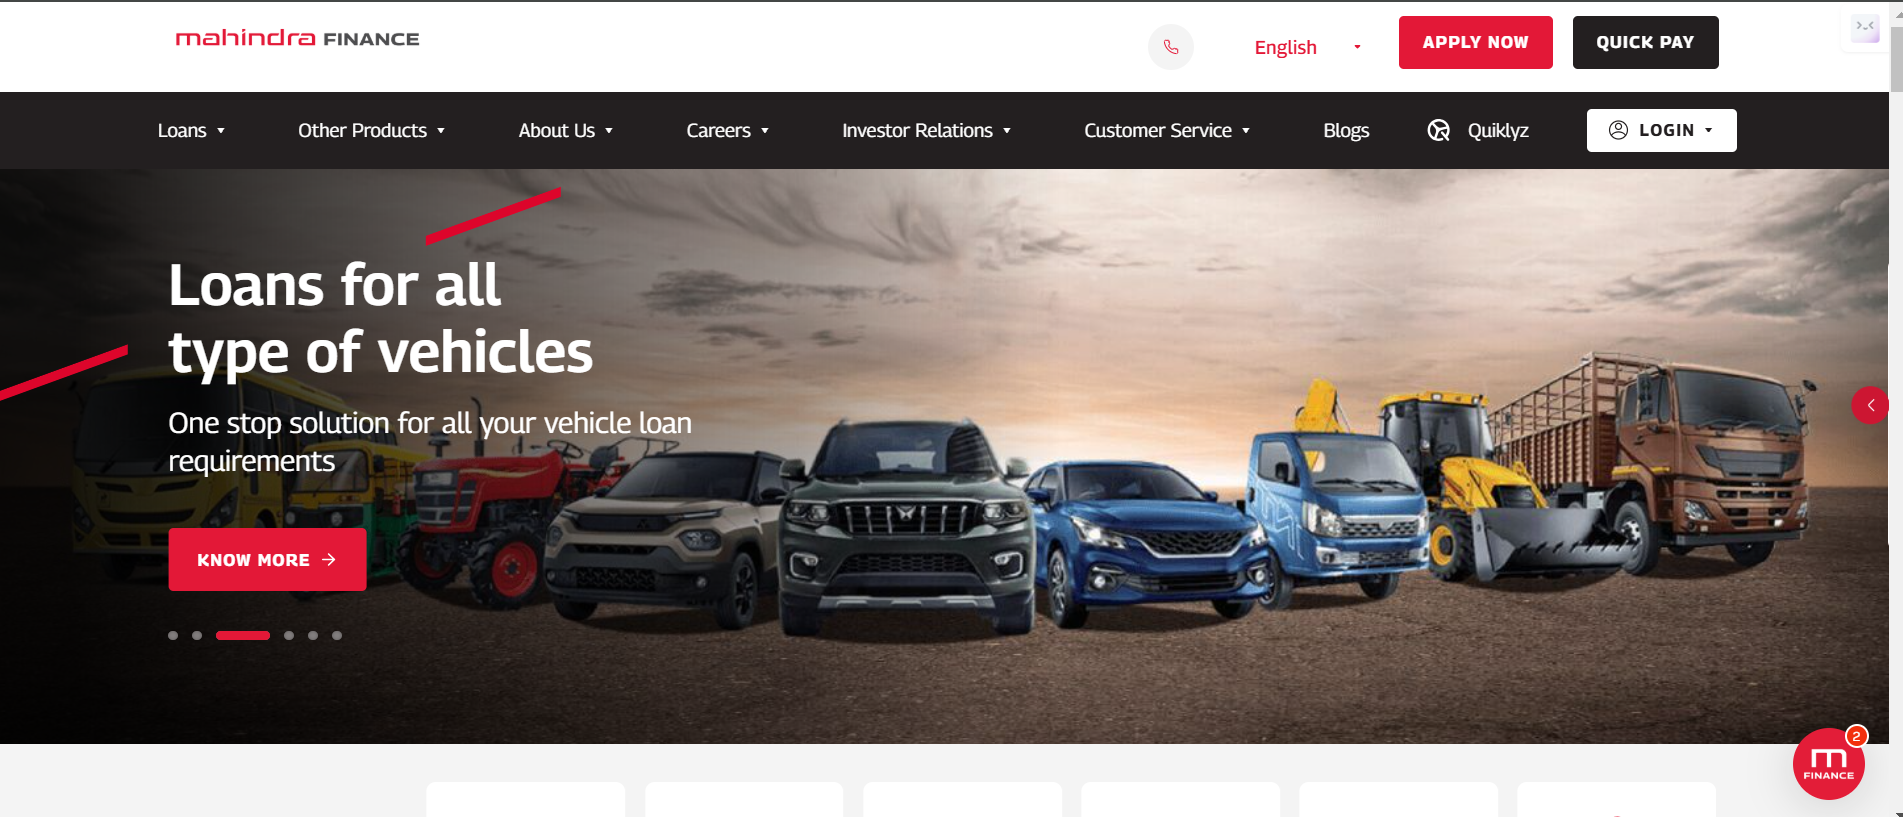 mahindra FINANCE
English
APPLY NOW
QUICK PAY
Loans
Other Products
About Us
Careers
Investor Relations
Customer Service
Blogs
Quiklyz
LOGIN
Loans for all
type of vehicles
One stop solution for all your vehicle loan
requirements
KNOW MORE
2
m
FINANCE